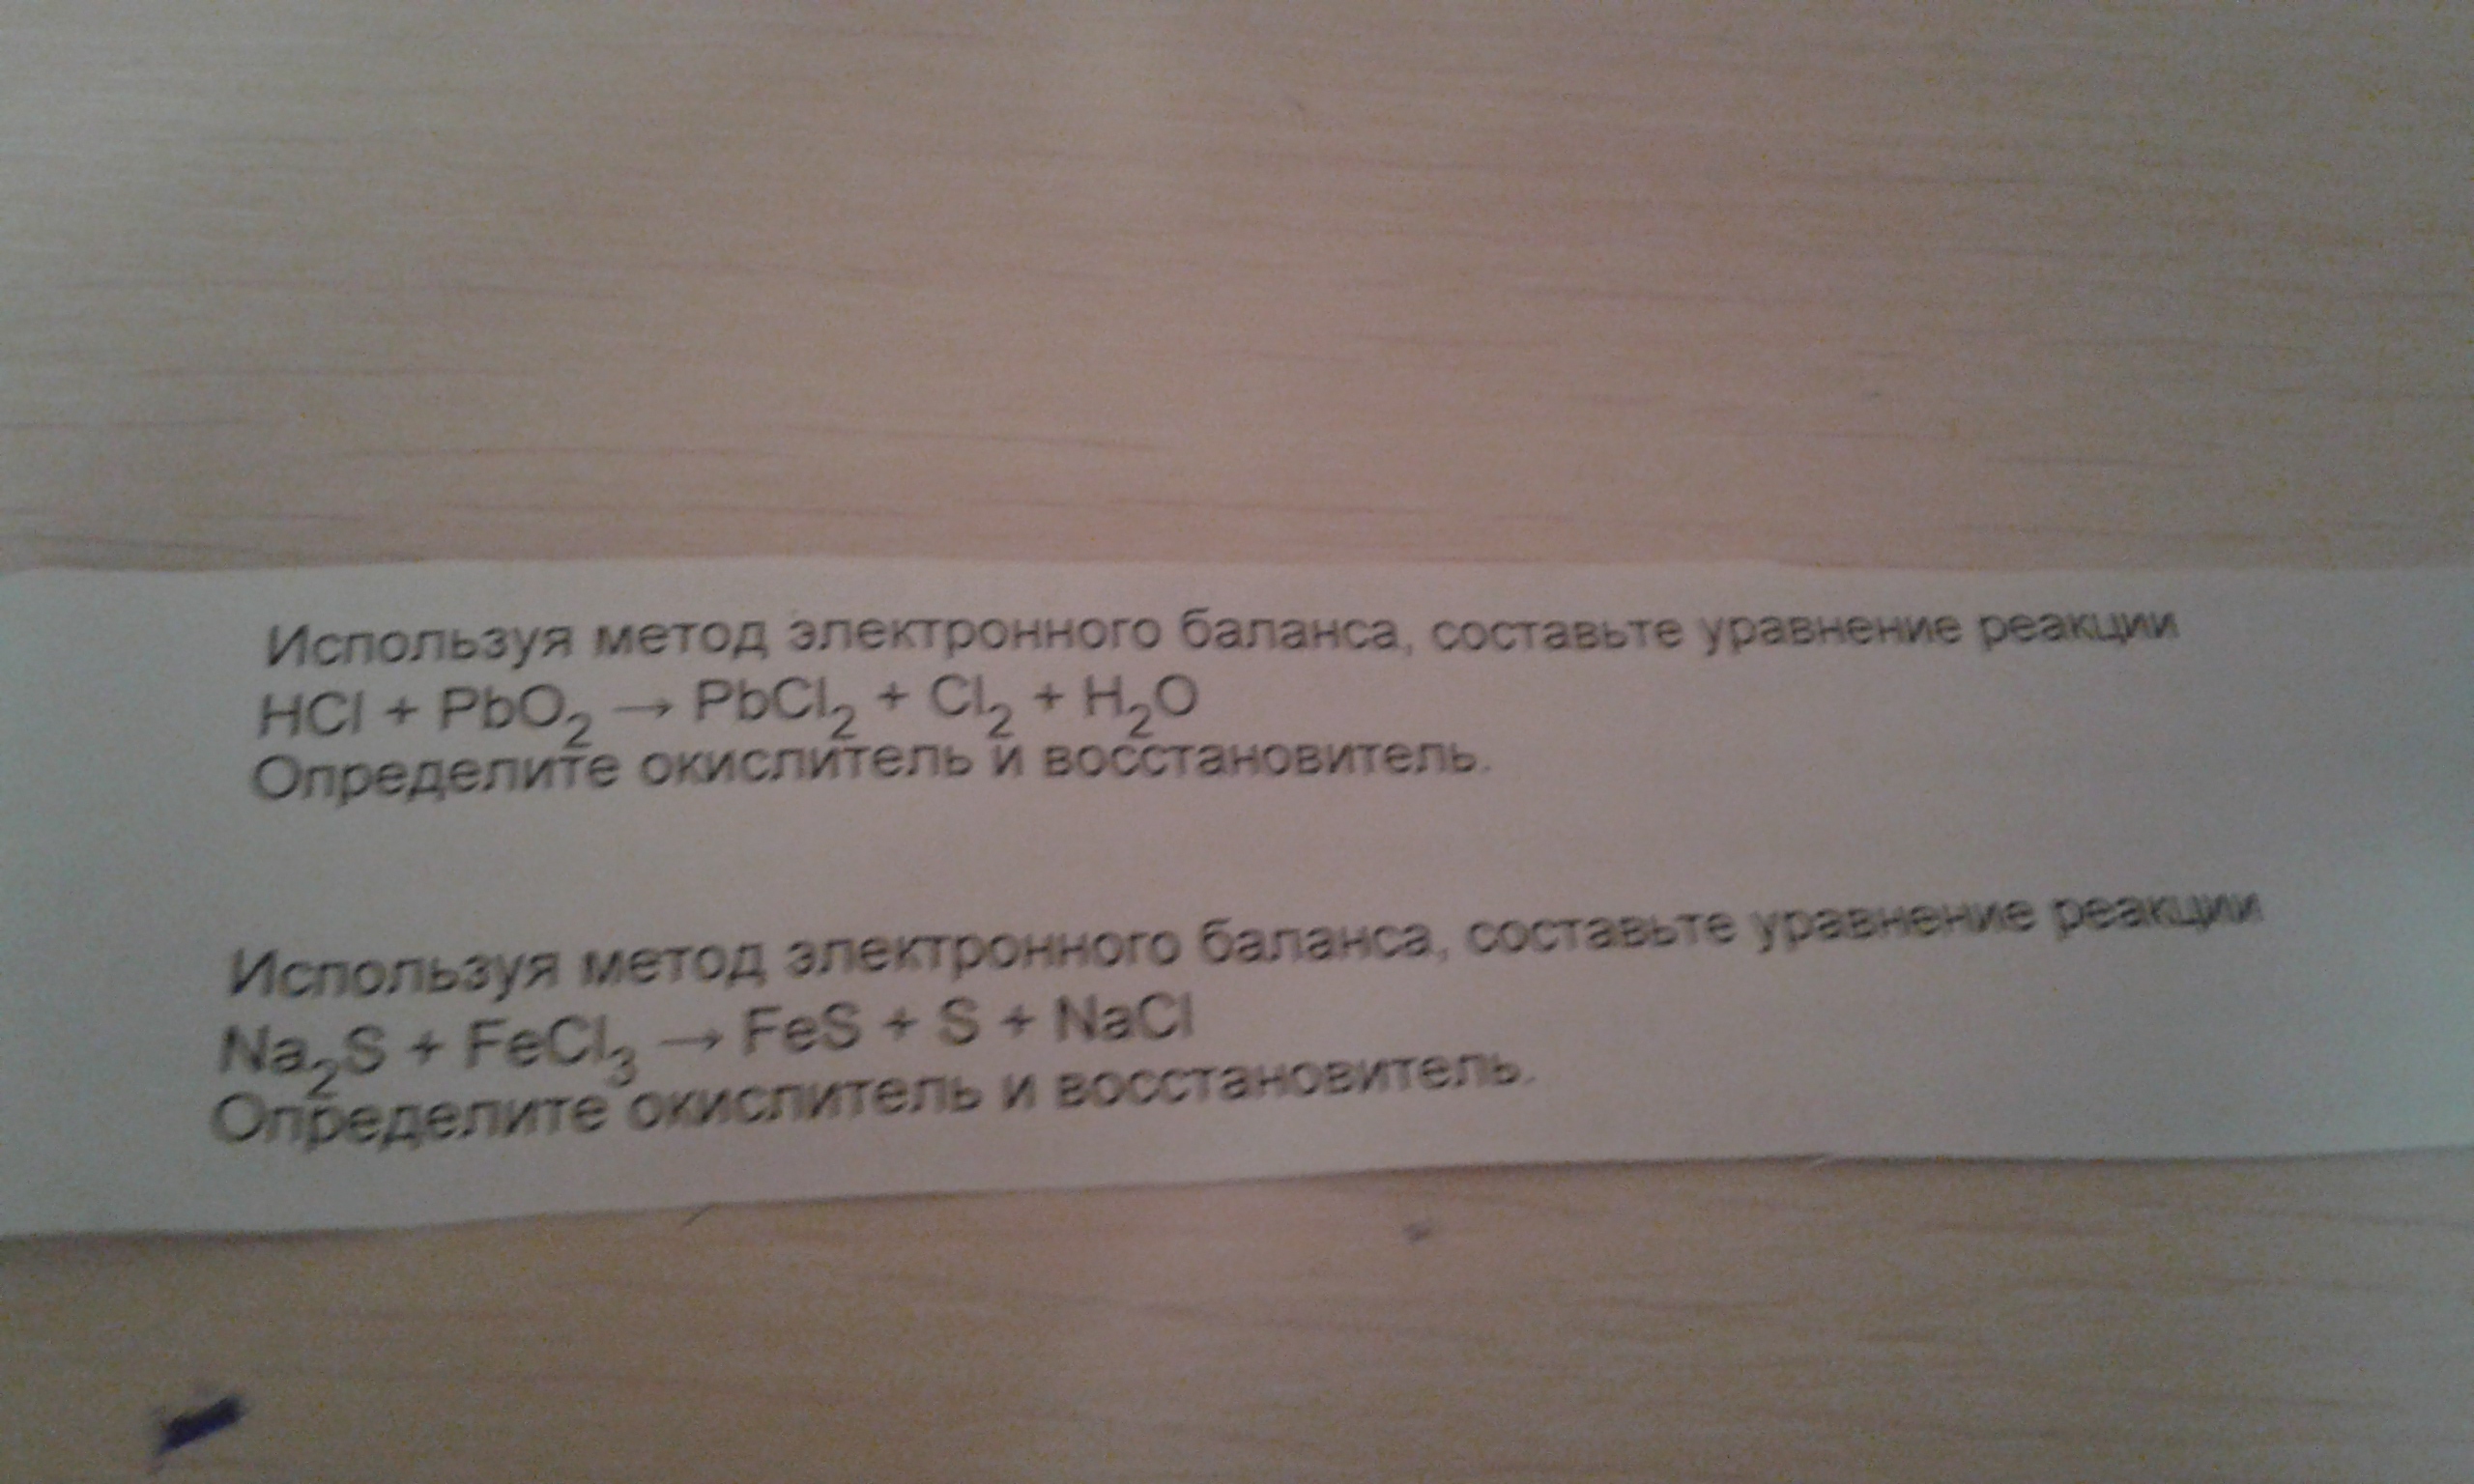 Используя метод электронного баланса, составьте уравнение реакции
HCl + PbO₂ → PbCl₂ + Cl₂ + H₂O
Определите окислитель и восстановитель.
Используя метод электронного баланса, составьте уравнение реакции
Na₂S + FeCl₃ → FeS + S + NaCl
Определите окислитель и восстановитель.